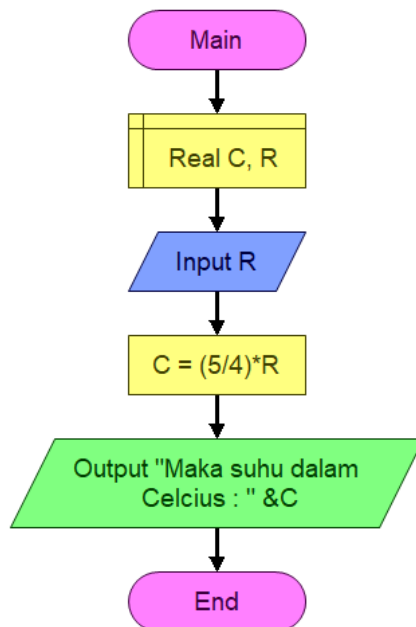 Main
Real C, R
Input R
C = (5/4)*R
Output "Maka suhu dalam
Celcius : " &C
End